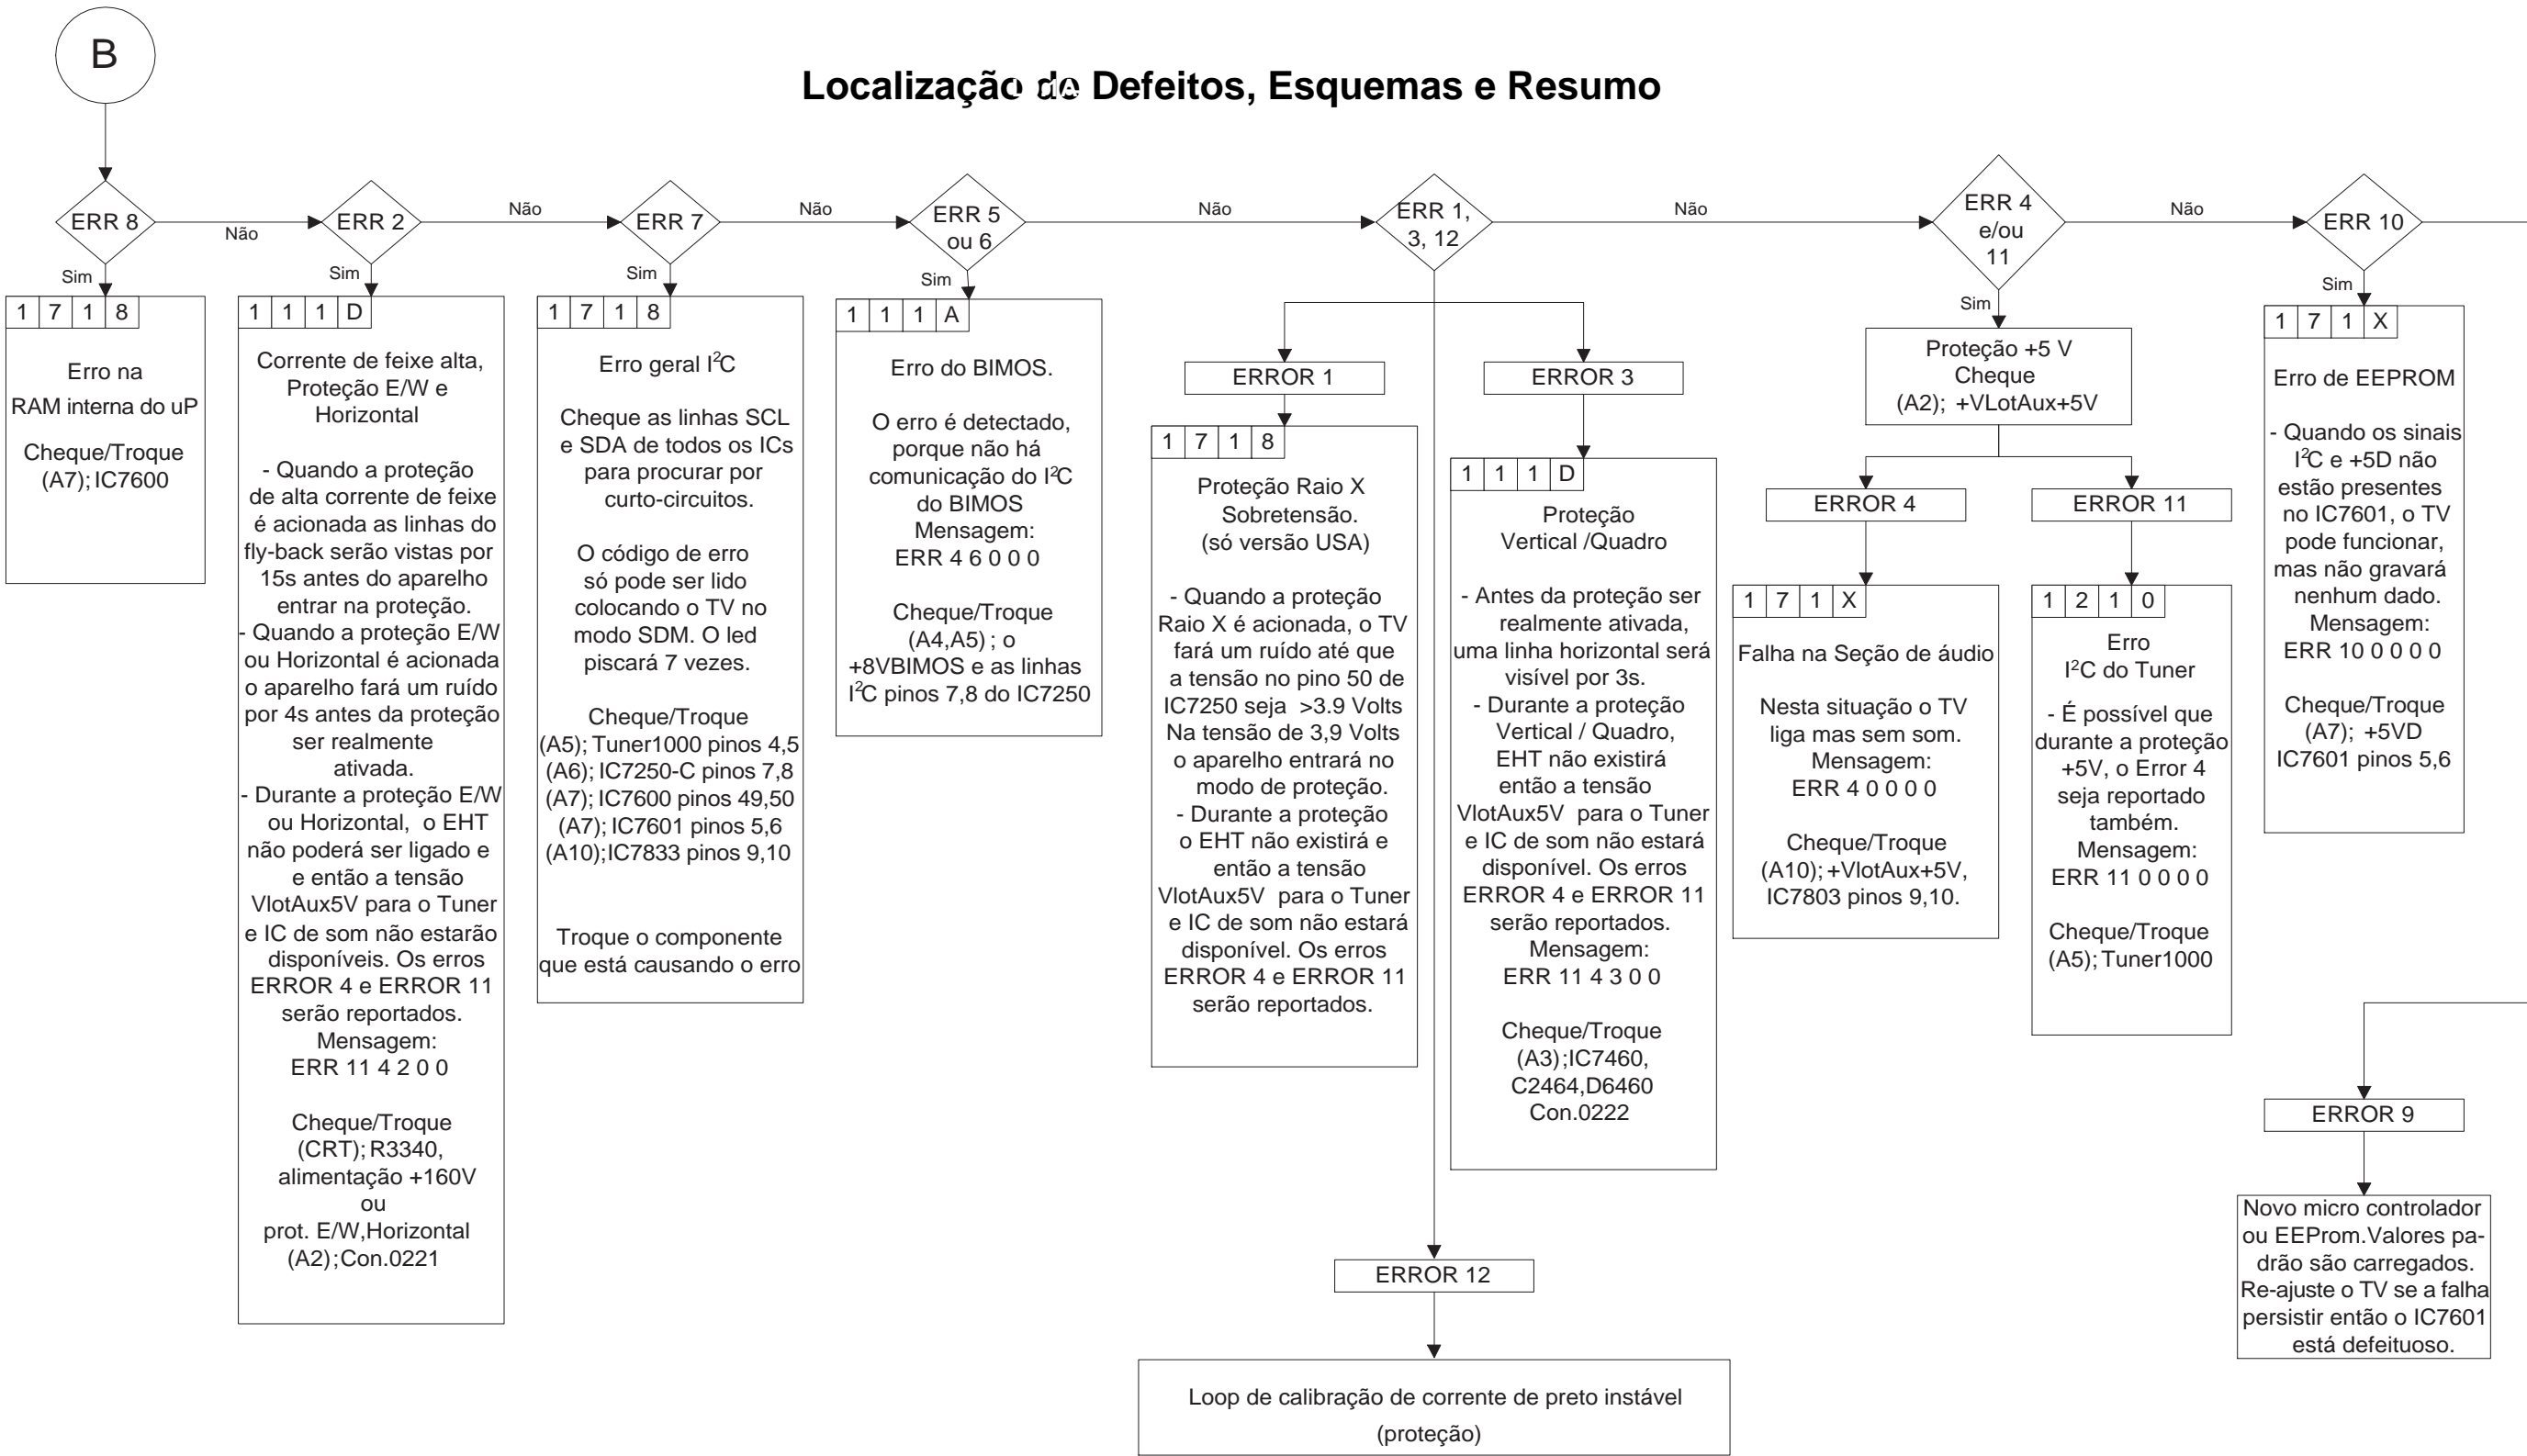 B
Localização de Defeitos, Esquemas e Resumo
ERR 8
Não
ERR 2
Não
ERR 7
Não
ERR 5
ou 6
Não
ERR 1,
3, 12
Não
ERR 4
e/ou
11
Não
ERR 10
Sim
1 7 1 8
Erro na
RAM interna do uP
Cheque/Troque
(A7); IC7600
Sim
1 1 1 D
Corrente de feixe alta,
Proteção E/W e
Horizontal
- Quando a proteção
de alta corrente de feixe
é acionada as linhas do
fly-back serão vistas por
15s antes do aparelho
entrar na proteção.
- Quando a proteção E/W
ou Horizontal é acionada
o aparelho fará um ruído
por 4s antes da proteção
ser realmente
ativada.
- Durante a proteção E/W
ou Horizontal, o EHT
não poderá ser ligado e
e então a tensão
VlotAux5V para o Tuner
e IC de som não estarão
disponíveis. Os erros
ERROR 4 e ERROR 11
serão reportados.
Mensagem:
ERR 11 4 2 0 0
Cheque/Troque
(CRT); R3340,
alimentação +160V
ou
prot. E/W,Horizontal
(A2);Con.0221
Sim
1 7 1 8
Erro geral I²C
Cheque as linhas SCL
e SDA de todos os ICs
para procurar por
curto-circuitos.
O código de erro
só pode ser lido
colocando o TV no
modo SDM. O led
piscará 7 vezes.
Cheque/Troque
(A5); Tuner1000 pinos 4,5
(A6); IC7250-C pinos 7,8
(A7); IC7600 pinos 49,50
(A7); IC7601 pinos 5,6
(A10);IC7833 pinos 9,10
Troque o componente
que está causando o erro
Sim
1 1 1 A
Erro do BIMOS.
O erro é detectado,
porque não há
comunicação do I²C
do BIMOS
Mensagem:
ERR 4 6 0 0 0
Cheque/Troque
(A4,A5) ; o
+8VBIMOS e as linhas
I²C pinos 7,8 do IC7250
ERROR 1
1 7 1 8
Proteção Raio X
Sobretensão.
(só versão USA)
- Quando a proteção
Raio X é acionada, o TV
fará um ruído até que
a tensão no pino 50 de
IC7250 seja >3.9 Volts
Na tensão de 3,9 Volts
o aparelho entrará no
modo de proteção.
- Durante a proteção
o EHT não existirá e
então a tensão
VlotAux5V para o Tuner
e IC de som não estará
disponível. Os erros
ERROR 4 e ERROR 11
serão reportados.
ERROR 3
1 1 1 D
Proteção
Vertical /Quadro
- Antes da proteção ser
realmente ativada,
uma linha horizontal será
visível por 3s.
- Durante a proteção
Vertical / Quadro,
EHT não existirá
então a tensão
VlotAux5V para o Tuner
e IC de som não estará
disponível. Os erros
ERROR 4 e ERROR 11
serão reportados.
Mensagem:
ERR 11 4 3 0 0
Cheque/Troque
(A3);IC7460,
C2464,D6460
Con.0222
ERROR 12
Loop de calibração de corrente de preto instável
(proteção)
Sim
Proteção +5 V
Cheque
(A2); +VLotAux+5V
ERROR 4
1 7 1 X
Falha na Seção de áudio
Nesta situação o TV
liga mas sem som.
Mensagem:
ERR 4 0 0 0 0
Cheque/Troque
(A10); +VlotAux+5V,
IC7803 pinos 9,10.
ERROR 11
1 2 1 0
Erro
I²C do Tuner
- É possível que
durante a proteção
+5V, o Error 4
seja reportado
também.
Mensagem:
ERR 11 0 0 0 0
Cheque/Troque
(A5); Tuner1000
Sim
1 7 1 X
Erro de EEPROM
- Quando os sinais
I²C e +5D não
estão presentes
no IC7601, o TV
pode funcionar,
mas não gravará
nenhum dado.
Mensagem:
ERR 10 0 0 0 0
Cheque/Troque
(A7); +5VD
IC7601 pinos 5,6
ERROR 9
Novo micro controlador
ou EEProm.Valores pa-
drão são carregados.
Re-ajuste o TV se a falha
persistir então o IC7601
está defeituoso.